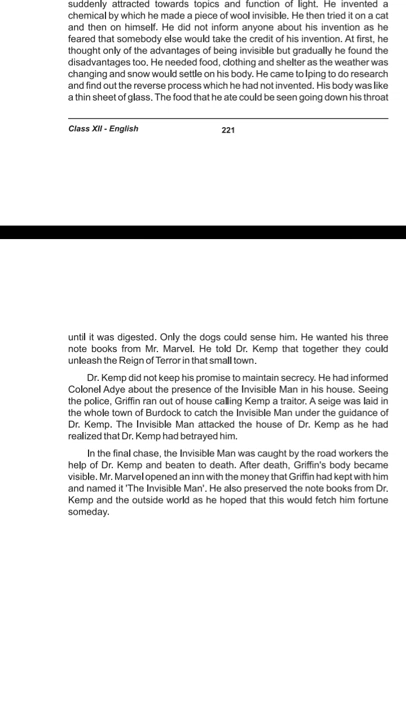 suddenly attracted towards topics and function of light. He invented a
chemical by which he made a piece of wool invisible. He then tried it on a cat
and then on himself. He did not inform anyone about his invention as he
feared that somebody else would take the credit of his invention. At first, he
thought only of the advantages of being invisible but gradually he found the
disadvantages too. He needed food, clothing and shelter as the weather was
changing and snow would settle on his body. He came to Iping to do research
and find out the reverse process which he had not invented. His body was like
a thin sheet of glass. The food that he ate could be seen going down his throat
Class XII - English 221
until it was digested. Only the dogs could sense him. He wanted his three
note books from Mr. Marvel. He told Dr. Kemp that together they could
unleash the Reign of Terror in that small town.
Dr. Kemp did not keep his promise to maintain secrecy. He had informed
Colonel Adye about the presence of the Invisible Man in his house. Seeing
the police, Griffin ran out of house calling Kemp a traitor. A seige was laid in
the whole town of Burdock to catch the Invisible Man under the guidance of
Dr. Kemp. The Invisible Man attacked the house of Dr. Kemp as he had
realized that Dr. Kemp had betrayed him.
In the final chase, the Invisible Man was caught by the road workers the
help of Dr. Kemp and beaten to death. After death, Griffin's body became
visible. Mr. Marvel opened an inn with the money that Griffin had kept with him
and named it 'The Invisible Man'. He also preserved the note books from Dr.
Kemp and the outside world as he hoped that this would fetch him fortune
someday.